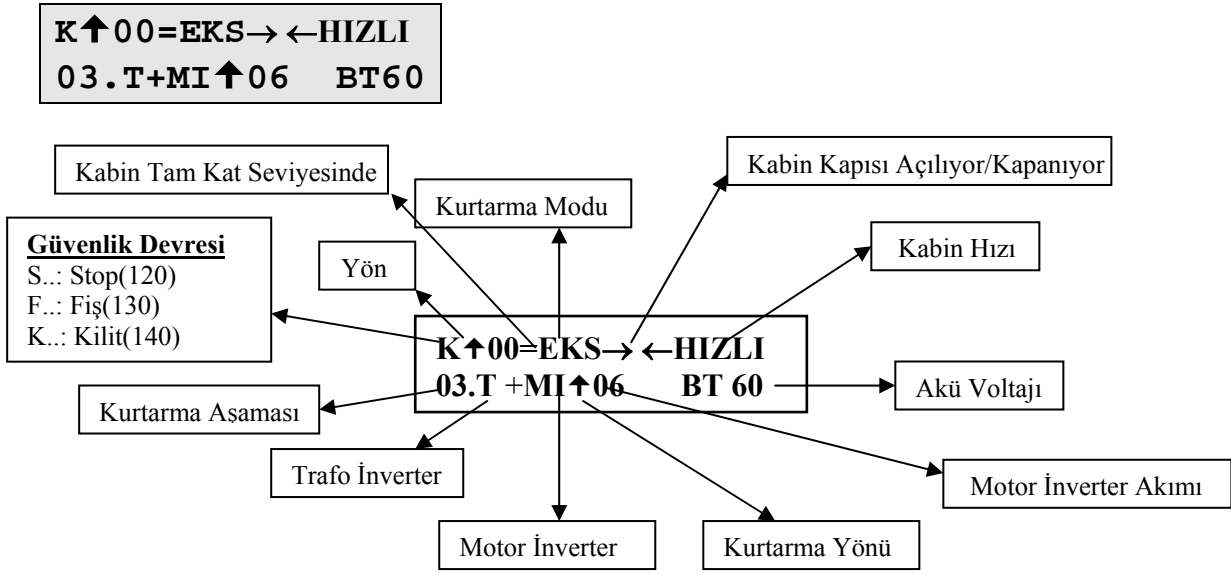 K↑00=EKS→ ←HIZLI
03.T+MI↑06 BT60
Kabin Tam Kat Seviyesinde
Kurtarma Modu
Kabin Kapısı Açılıyor/Kapanıyor
Güvenlik Devresi
S..: Stop(120)
F..: Fiş(130)
K..: Kilit(140)
Yön
Kabin Hızı
K↑00=EKS→ ←HIZLI
03.T +MI↑06 BT 60
Kurtarma Aşaması
Akü Voltajı
Trafo İnverter
Motor İnverter Akımı
Motor İnverter
Kurtarma Yönü